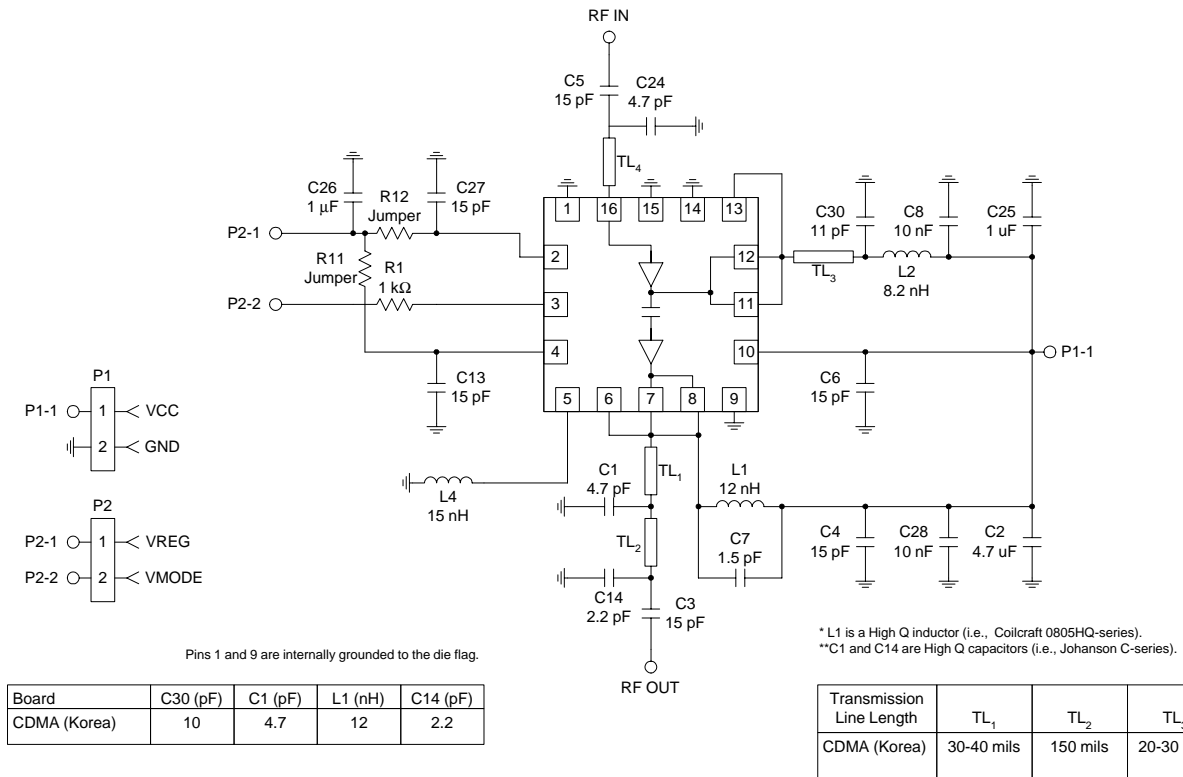 RF IN
C5
15 pF
C24
4.7 pF
TL4
C26
1 µF
R12
Jumper
C27
15 pF
1
16
15
14
13
C30
11 pF
C8
10 nF
C25
1 uF
P2-1
2
12
TL3
L2
8.2 nH
R11
Jumper
R1
1 kΩ
P2-2
3
11
4
10
P1-1
C13
15 pF
C6
15 pF
5
6
7
8
9
P1
P1-1
1
VCC
2
GND
L4
15 nH
C1
4.7 pF
TL1
L1
12 nH
C7
1.5 pF
C4
15 pF
C28
10 nF
C2
4.7 uF
P2
P2-1
1
VREG
P2-2
2
VMODE
TL2
C14
2.2 pF
C3
15 pF
RF OUT
* L1 is a High Q inductor (i.e., Coilcraft 0805HQ-series).
**C1 and C14 are High Q capacitors (i.e., Johanson C-series).
Pins 1 and 9 are internally grounded to the die flag.
Board C30 (pF) C1 (pF) L1 (nH) C14 (pF)
CDMA (Korea) 10 4.7 12 2.2
Transmission
Line Length TL1 TL2
CDMA (Korea) 30-40 mils 150 mils 20-30